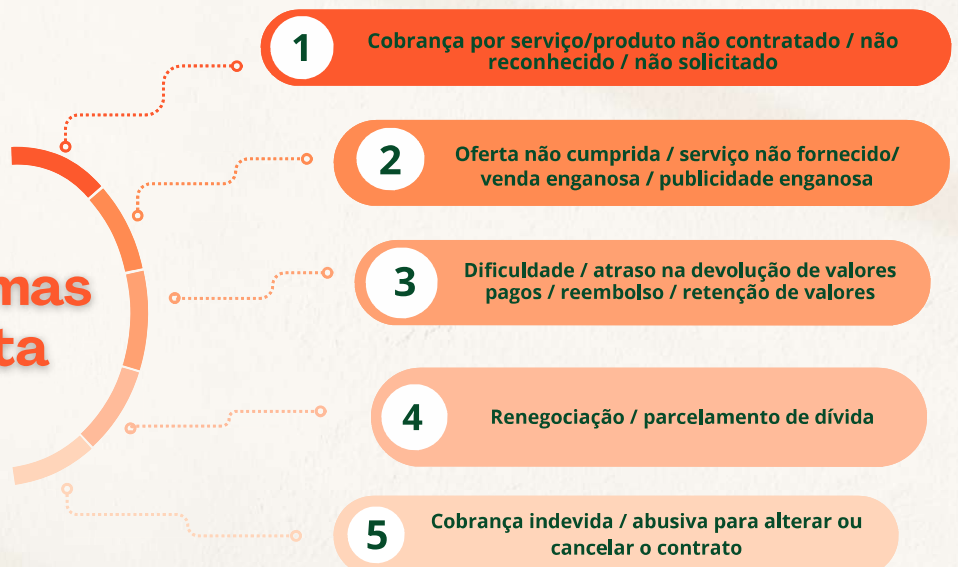 1
Cobrança por serviço/produto não contratado / não
reconhecido / não solicitado
2
Oferta não cumprida / serviço não fornecido/
venda enganosa / publicidade enganosa
3
Dificuldade / atraso na devolução de valores
pagos / reembolso / retenção de valores
mas
ta
4
Renegociação / parcelamento de dívida
5
Cobrança indevida / abusiva para alterar ou
cancelar o contrato